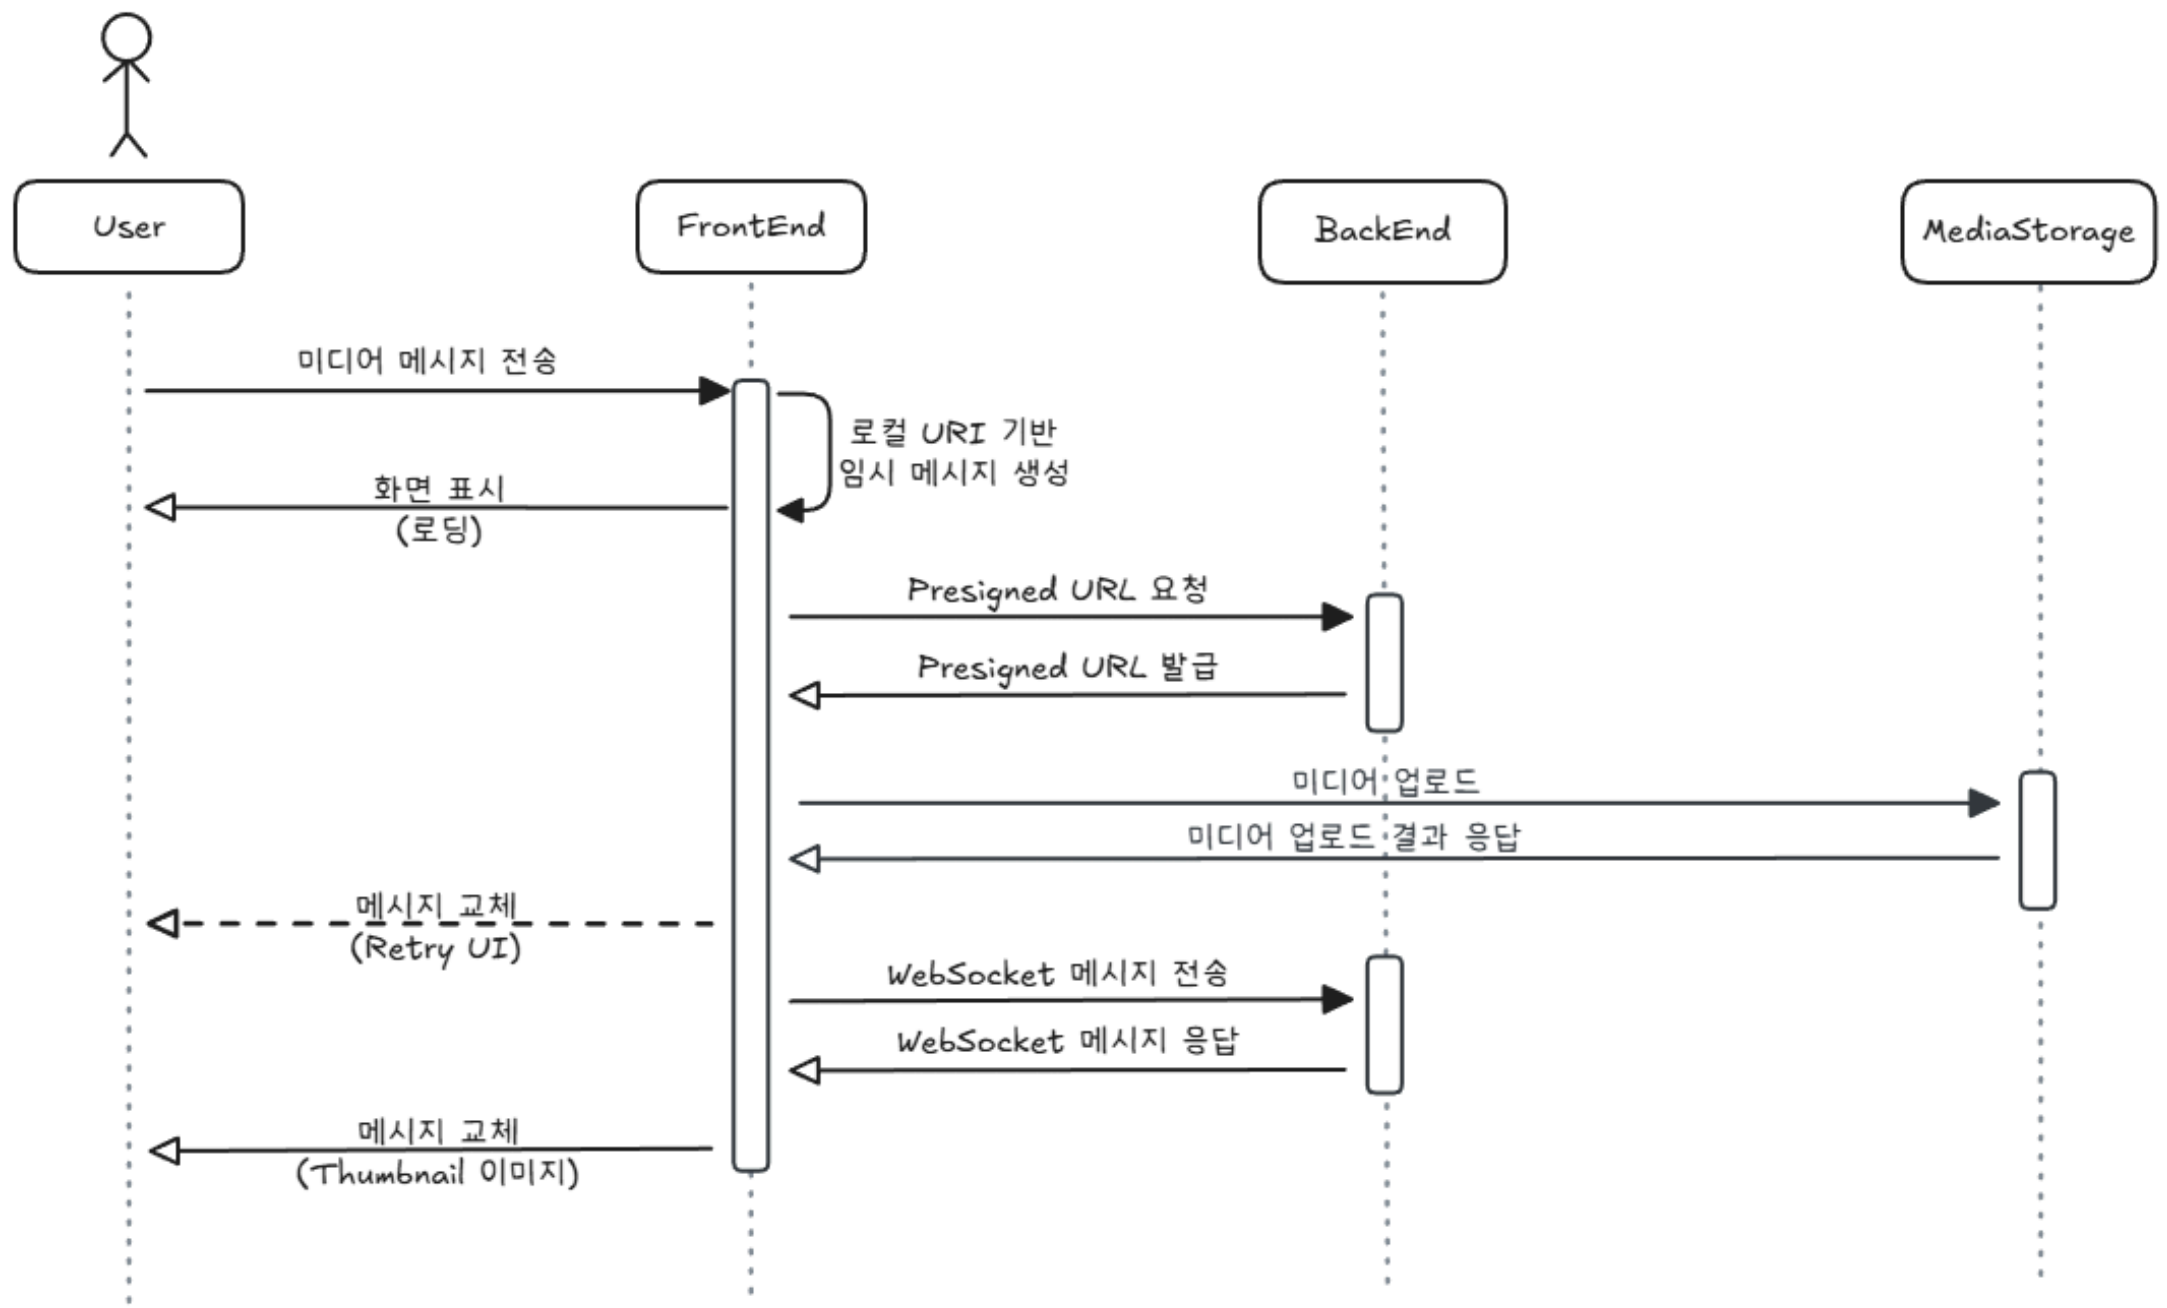 User
FrontEnd
BackEnd
MediaStorage
미디어 메시지 전송
로컬 URI 기반
임시 메시지 생성
화면 표시
(로딩)
Presigned URL 요청
Presigned URL 발급
미디어 업로드
미디어 업로드 결과 응답
메시지 교체
(Retry UI)
WebSocket 메시지 전송
WebSocket 메시지 응답
메시지 교체
(Thumbnail 이미지)